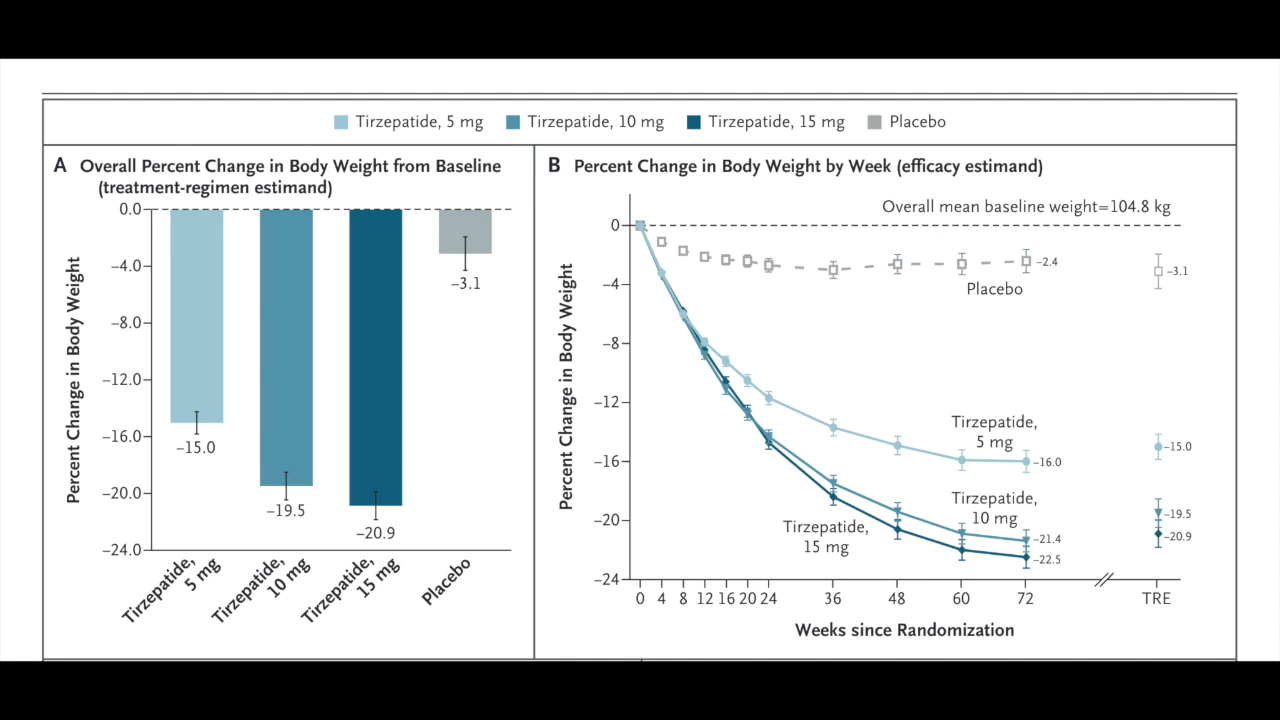 Tirzepatide, 5 mg Tirzepatide, 10 mg Tirzepatide, 15 mg Placebo
A Overall Percent Change in Body Weight from Baseline
(treatment-regimen estimand)
Percent Change in Body Weight
0.0
−4.0
−8.0
−12.0
−16.0
−20.0
−24.0
−15.0
−19.5
−20.9
−3.1
Tirzepatide,
5 mg
Tirzepatide,
10 mg
Tirzepatide,
15 mg
Placebo
B Percent Change in Body Weight by Week (efficacy estimand)
Overall mean baseline weight=104.8 kg
Percent Change in Body Weight
0
−4
−8
−12
−16
−20
−24
−2.4
Placebo
−3.1
Tirzepatide,
5 mg
−16.0
−15.0
Tirzepatide,
10 mg
−21.4
−19.5
Tirzepatide,
15 mg
−22.5
−20.9
0 4 8 12 16 20 24 36 48 60 72 TRE
Weeks since Randomization